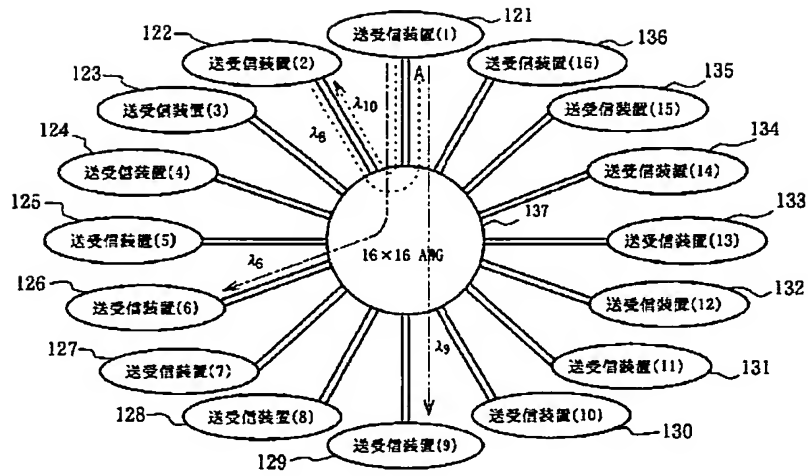 121
送受信装置(1)
122
送受信装置(2)
136
送受信装置(16)
123
送受信装置(3)
135
送受信装置(15)
λ10
λ8
124
送受信装置(4)
134
送受信装置(14)
125
送受信装置(5)
137
133
送受信装置(13)
16×16 AWG
λ6
126
送受信装置(6)
132
送受信装置(12)
127
送受信装置(7)
λ9
131
送受信装置(11)
128
送受信装置(8)
130
送受信装置(10)
129
送受信装置(9)